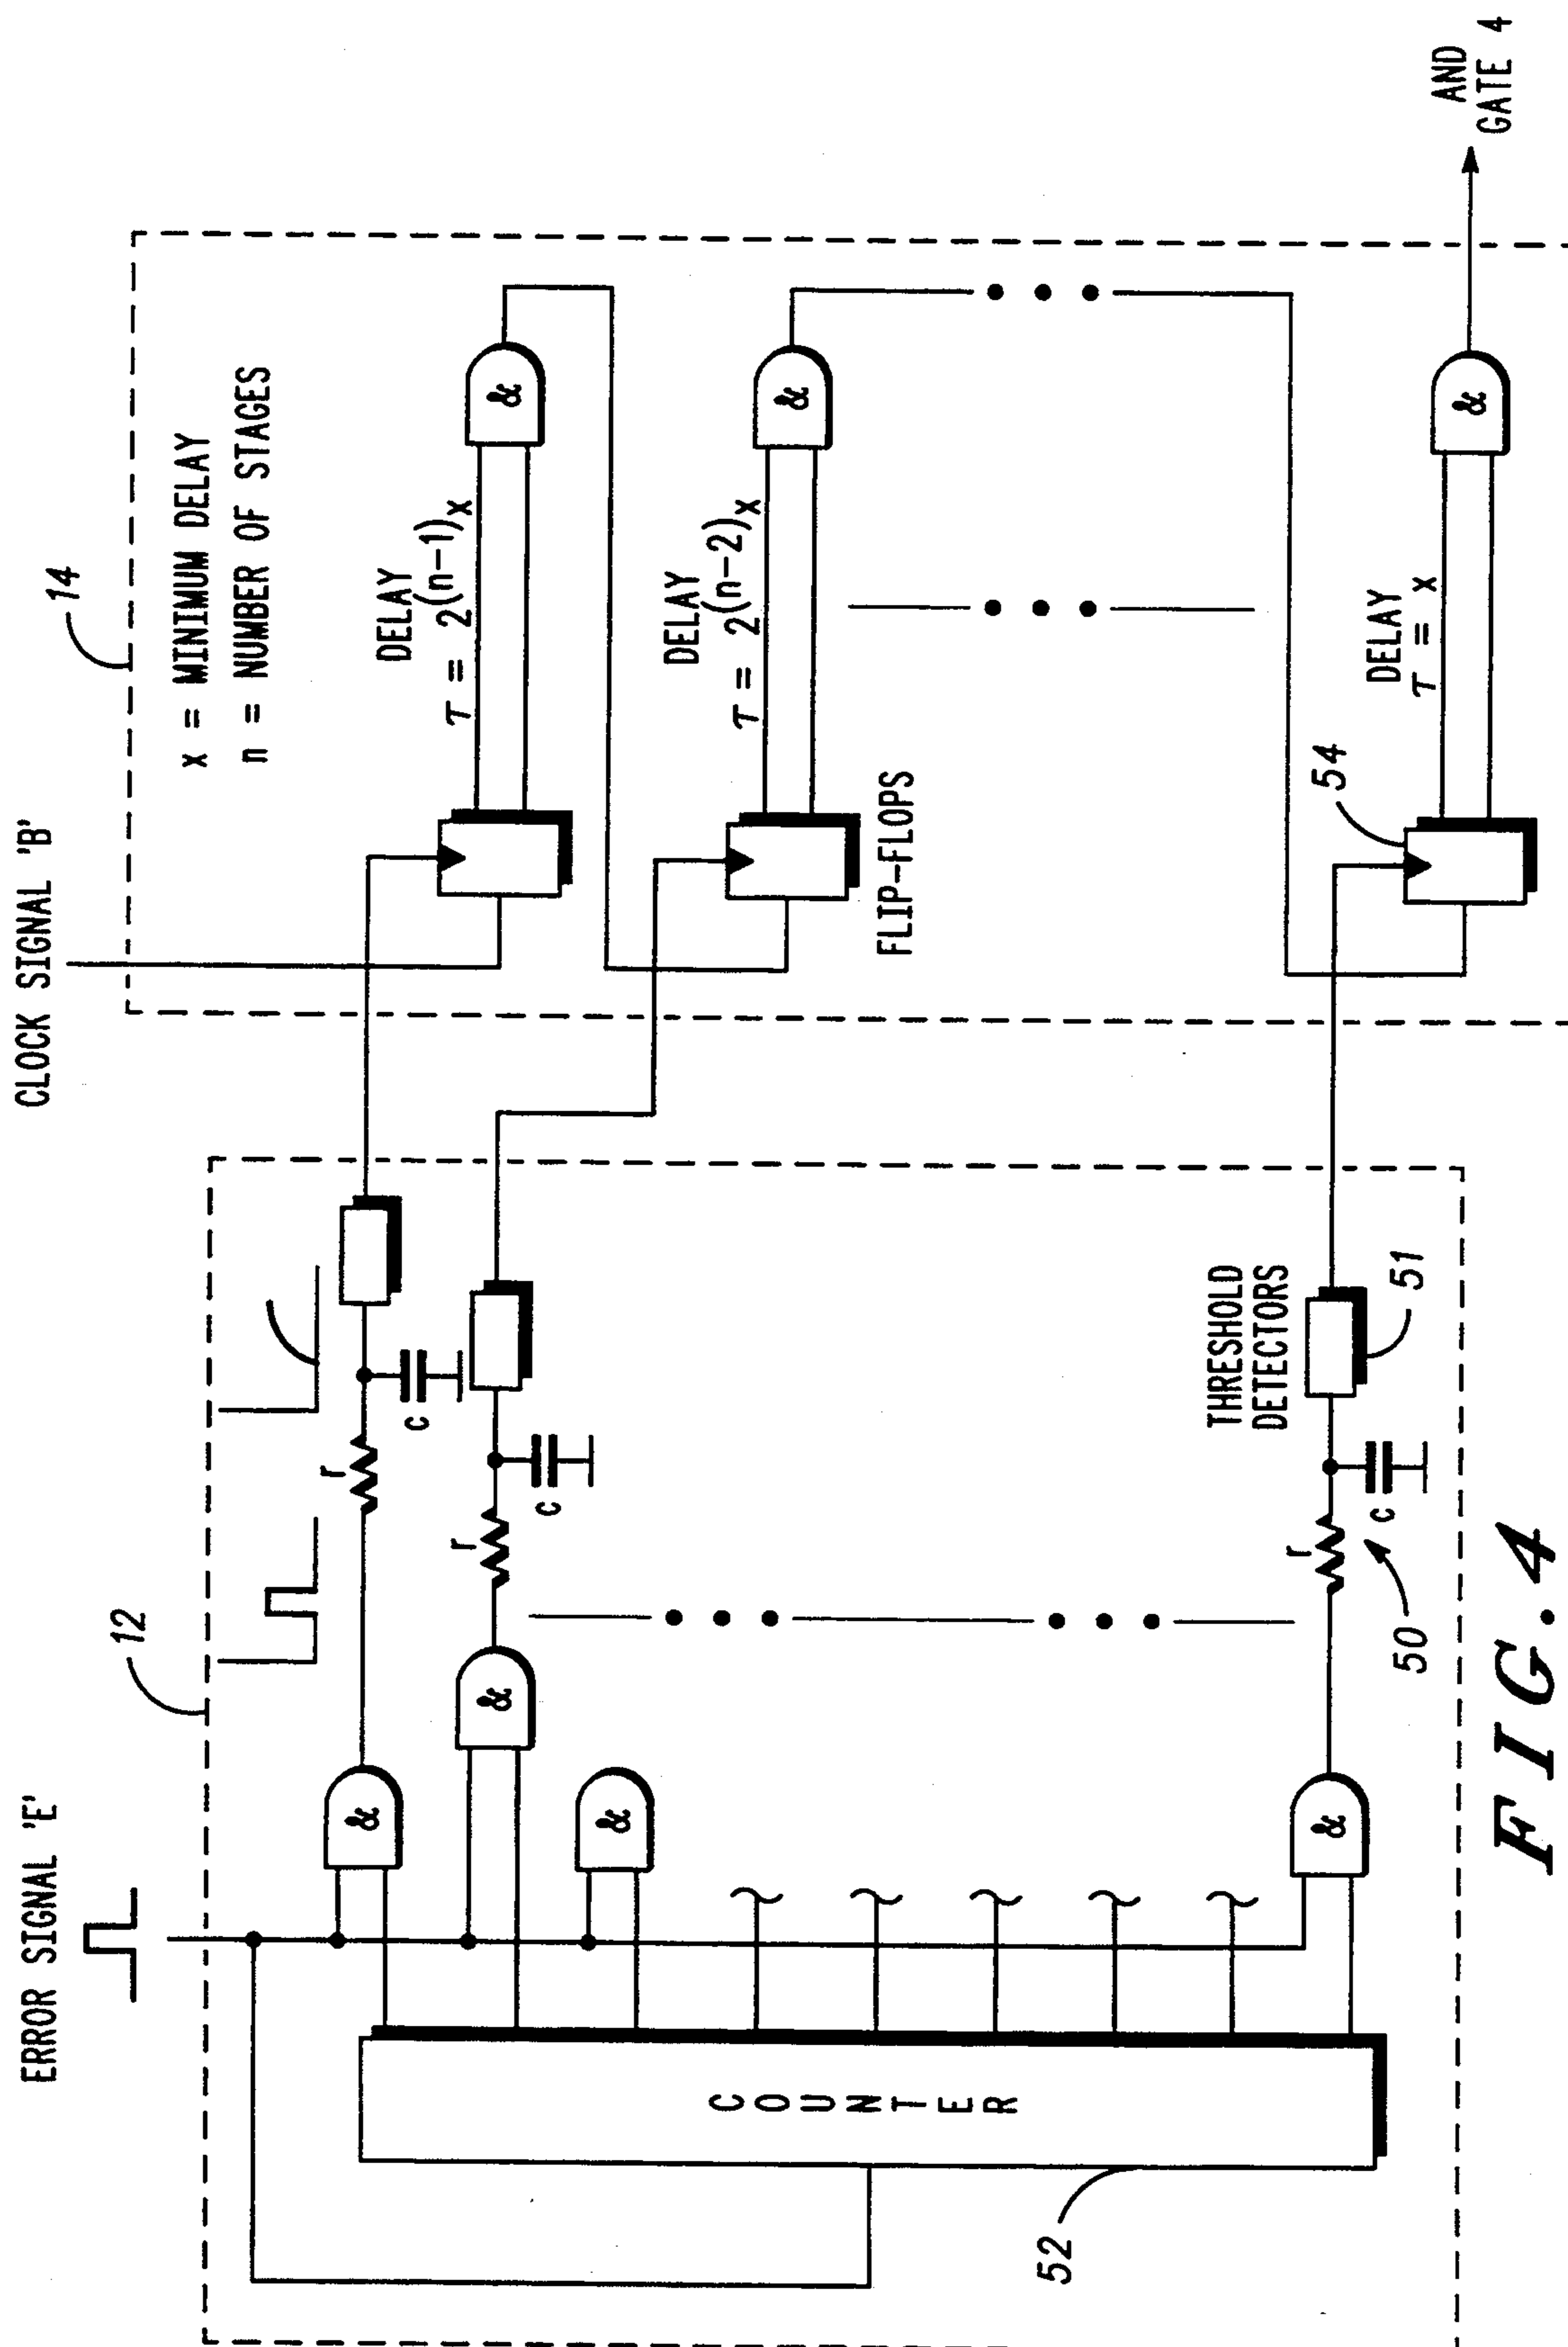 ERROR SIGNAL 'E'
CLOCK SIGNAL 'B'
12
14
x = MINIMUM DELAY
n = NUMBER OF STAGES
&
r
c
DELAY
τ = 2(n-1)x
&
&
r
c
DELAY
τ = 2(n-2)x
&
&
FLIP-FLOPS
COUNTER
52
THRESHOLD
DETECTORS
&
r
c
50
51
54
DELAY
τ = x
&
AND
GATE 4
FIG. 4